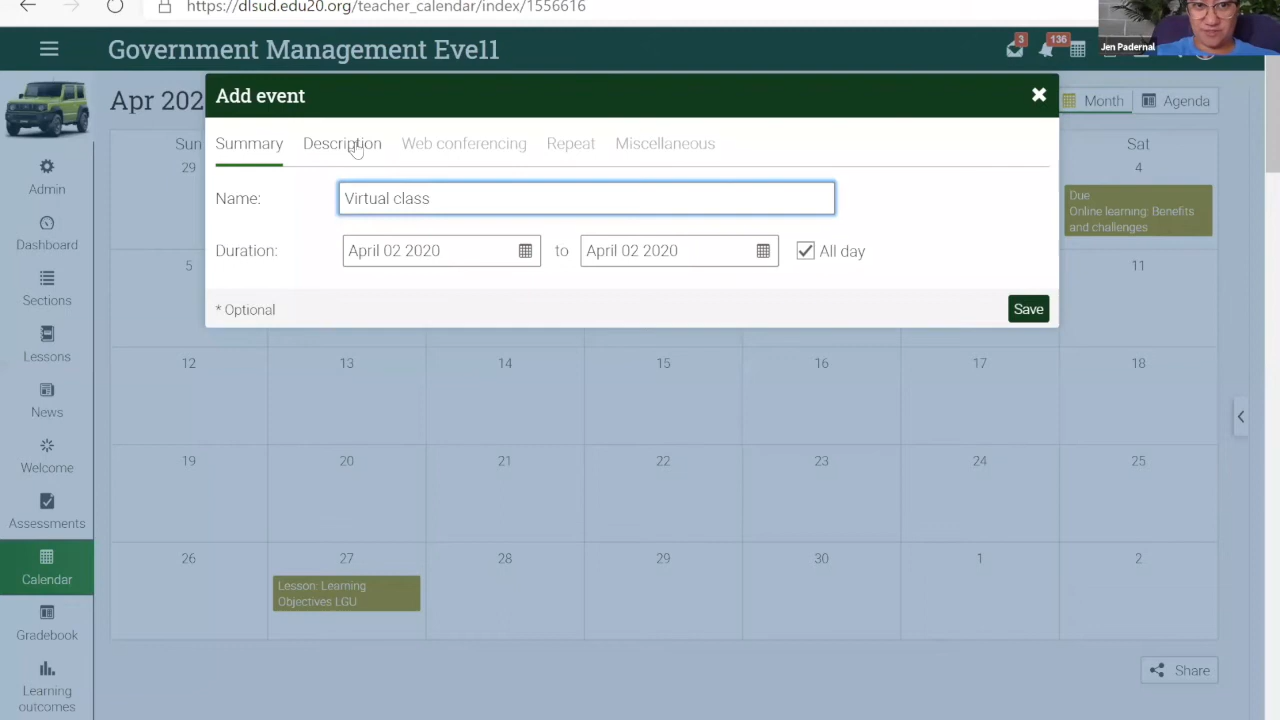 https://dlsud.edu20.org/teacher_calendar/index/1556616
Jen Padernal
Government Management Eve11
3
136
Add event
Apr 202
Month
Agenda
Summary
Description
Web conferencing
Repeat
Miscellaneous
Name:
Virtual class
Duration:
April 02 2020
to
April 02 2020
All day
* Optional
Save
Admin
Dashboard
Sections
Lessons
News
Welcome
Assessments
Calendar
Gradebook
Learning
outcomes
Sun
Sat
29
4
Due
Online learning: Benefits
and challenges
5
11
12
13
14
15
16
17
18
19
20
21
22
23
24
25
26
27
28
29
30
1
2
Lesson: Learning
Objectives LGU
Share